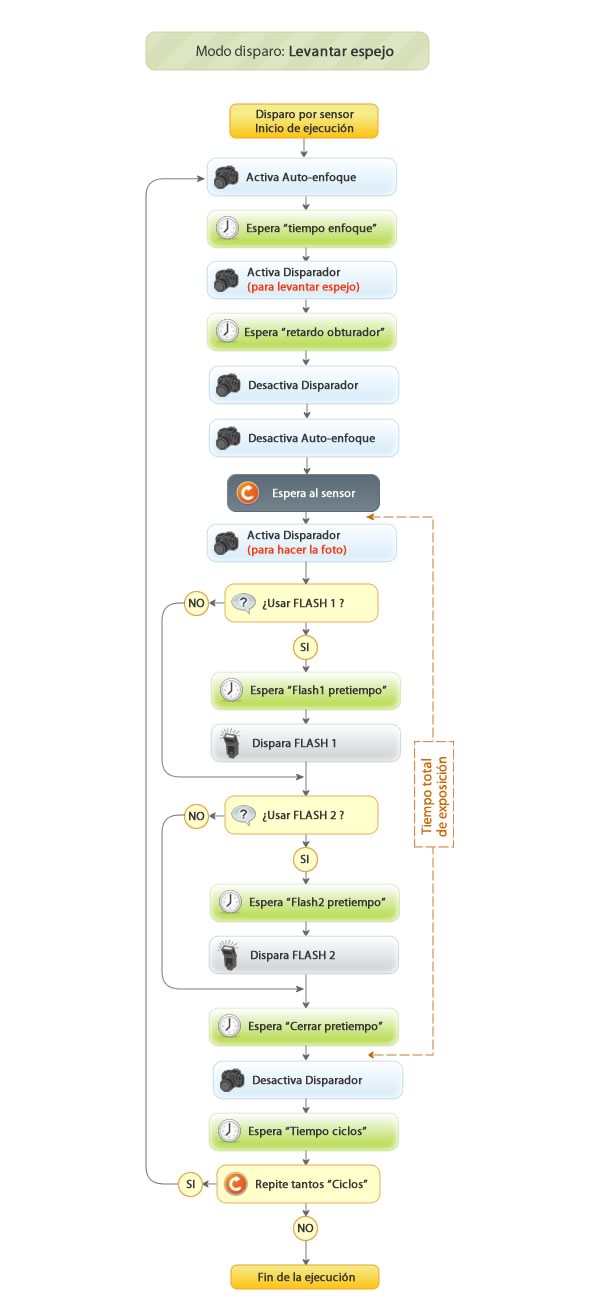 Modo disparo: Levantar espejo
Disparo por sensor
Inicio de ejecución
Activa Auto-enfoque
Espera “tiempo enfoque”
Activa Disparador
(para levantar espejo)
Espera “retardo obturador”
Desactiva Disparador
Desactiva Auto-enfoque
Espera al sensor
Activa Disparador
(para hacer la foto)
NO
¿Usar FLASH 1 ?
SI
Espera “Flash1 pretiempo”
Dispara FLASH 1
Tiempo total
de exposición
NO
¿Usar FLASH 2 ?
SI
Espera “Flash2 pretiempo”
Dispara FLASH 2
Espera “Cerrar pretiempo”
Desactiva Disparador
Espera “Tiempo ciclos”
SI
Repite tantos “Ciclos”
NO
Fin de la ejecución